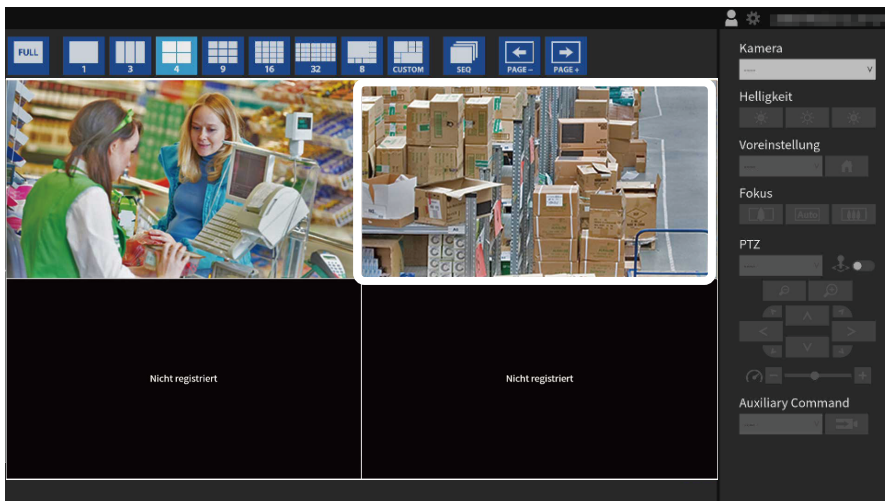 FULL
1
3
4
9
16
32
8
CUSTOM
SEQ
PAGE -
PAGE +
Kamera
----
Helligkeit
Voreinstellung
----
Fokus
Auto
PTZ
----
Auxiliary Command
----
Nicht registriert
Nicht registriert